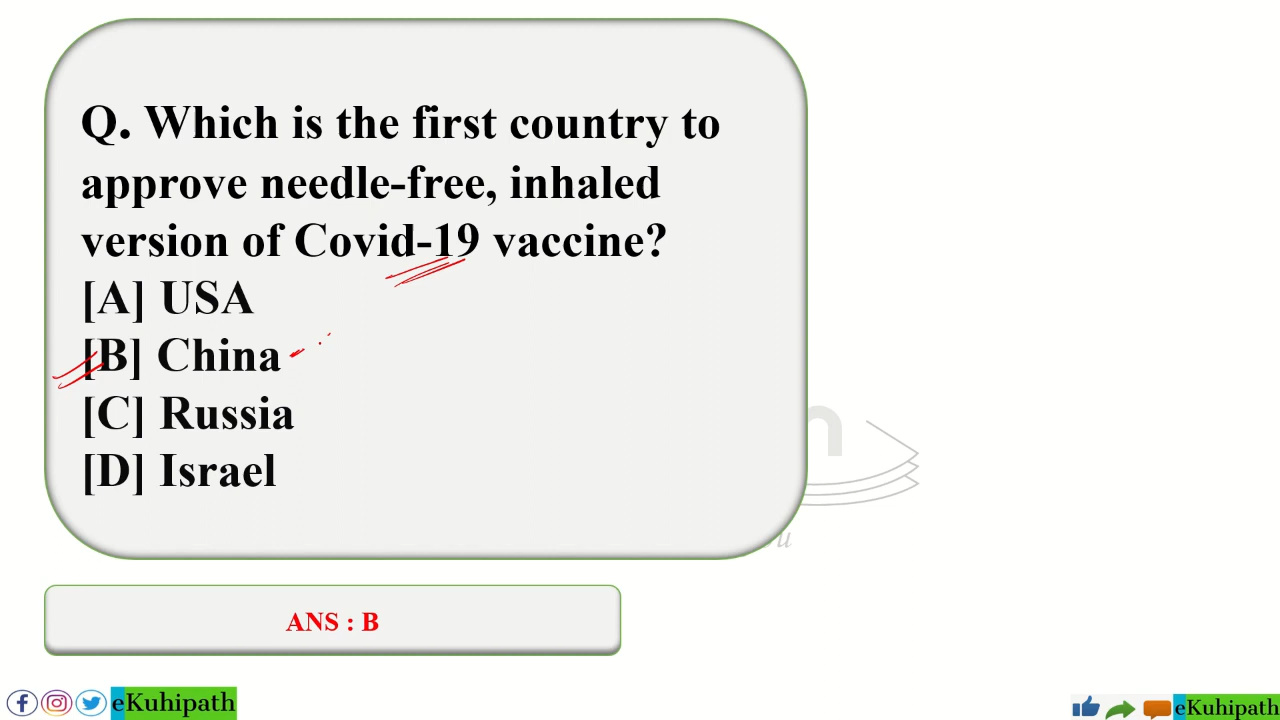 Q. Which is the first country to
approve needle-free, inhaled
version of Covid-19 vaccine?
[A] USA
[B] China
[C] Russia
[D] Israel
ANS : B
eKuhipath
eKuhipath